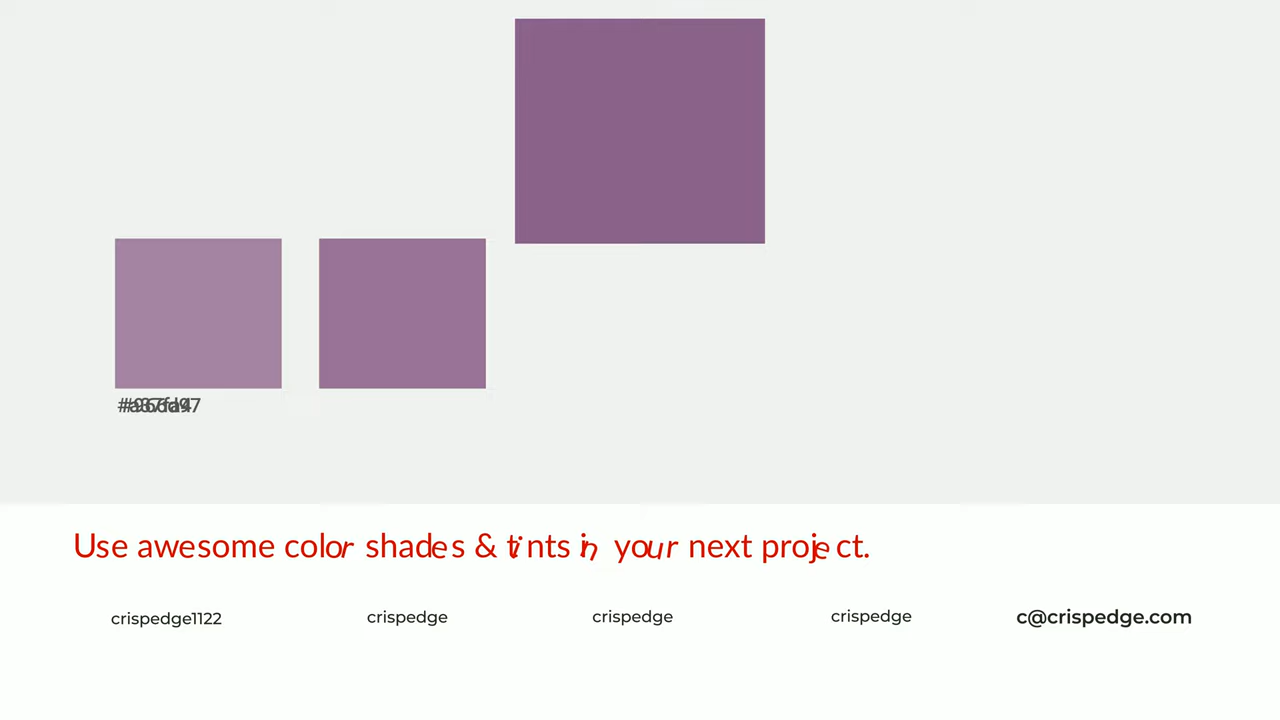 Use awesome color shades & tints in your next project.
crispedge1122 crispedge crispedge crispedge c@crispedge.com